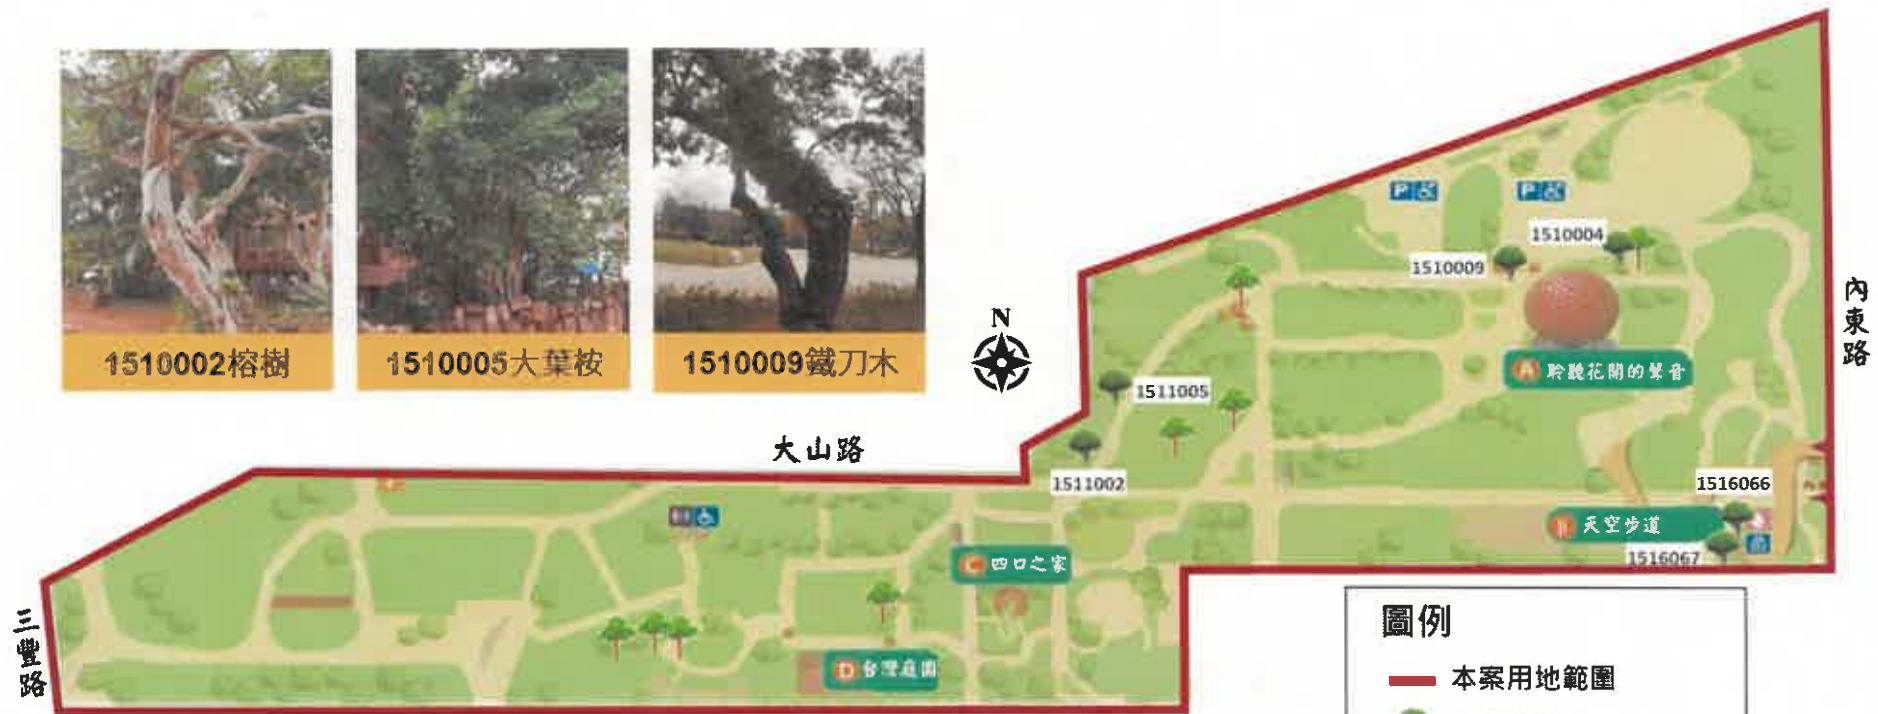 1510002榕樹
1510005大葉桉
1510009鐵刀木
N
大山路
三豐路
內東路
P
P
1510004
1510009
A 聆聽花開的聲音
1511005
1511002
1516066
天空步道
1516067
C 四口之家
D 台灣庭園
圖例
本案用地範圍